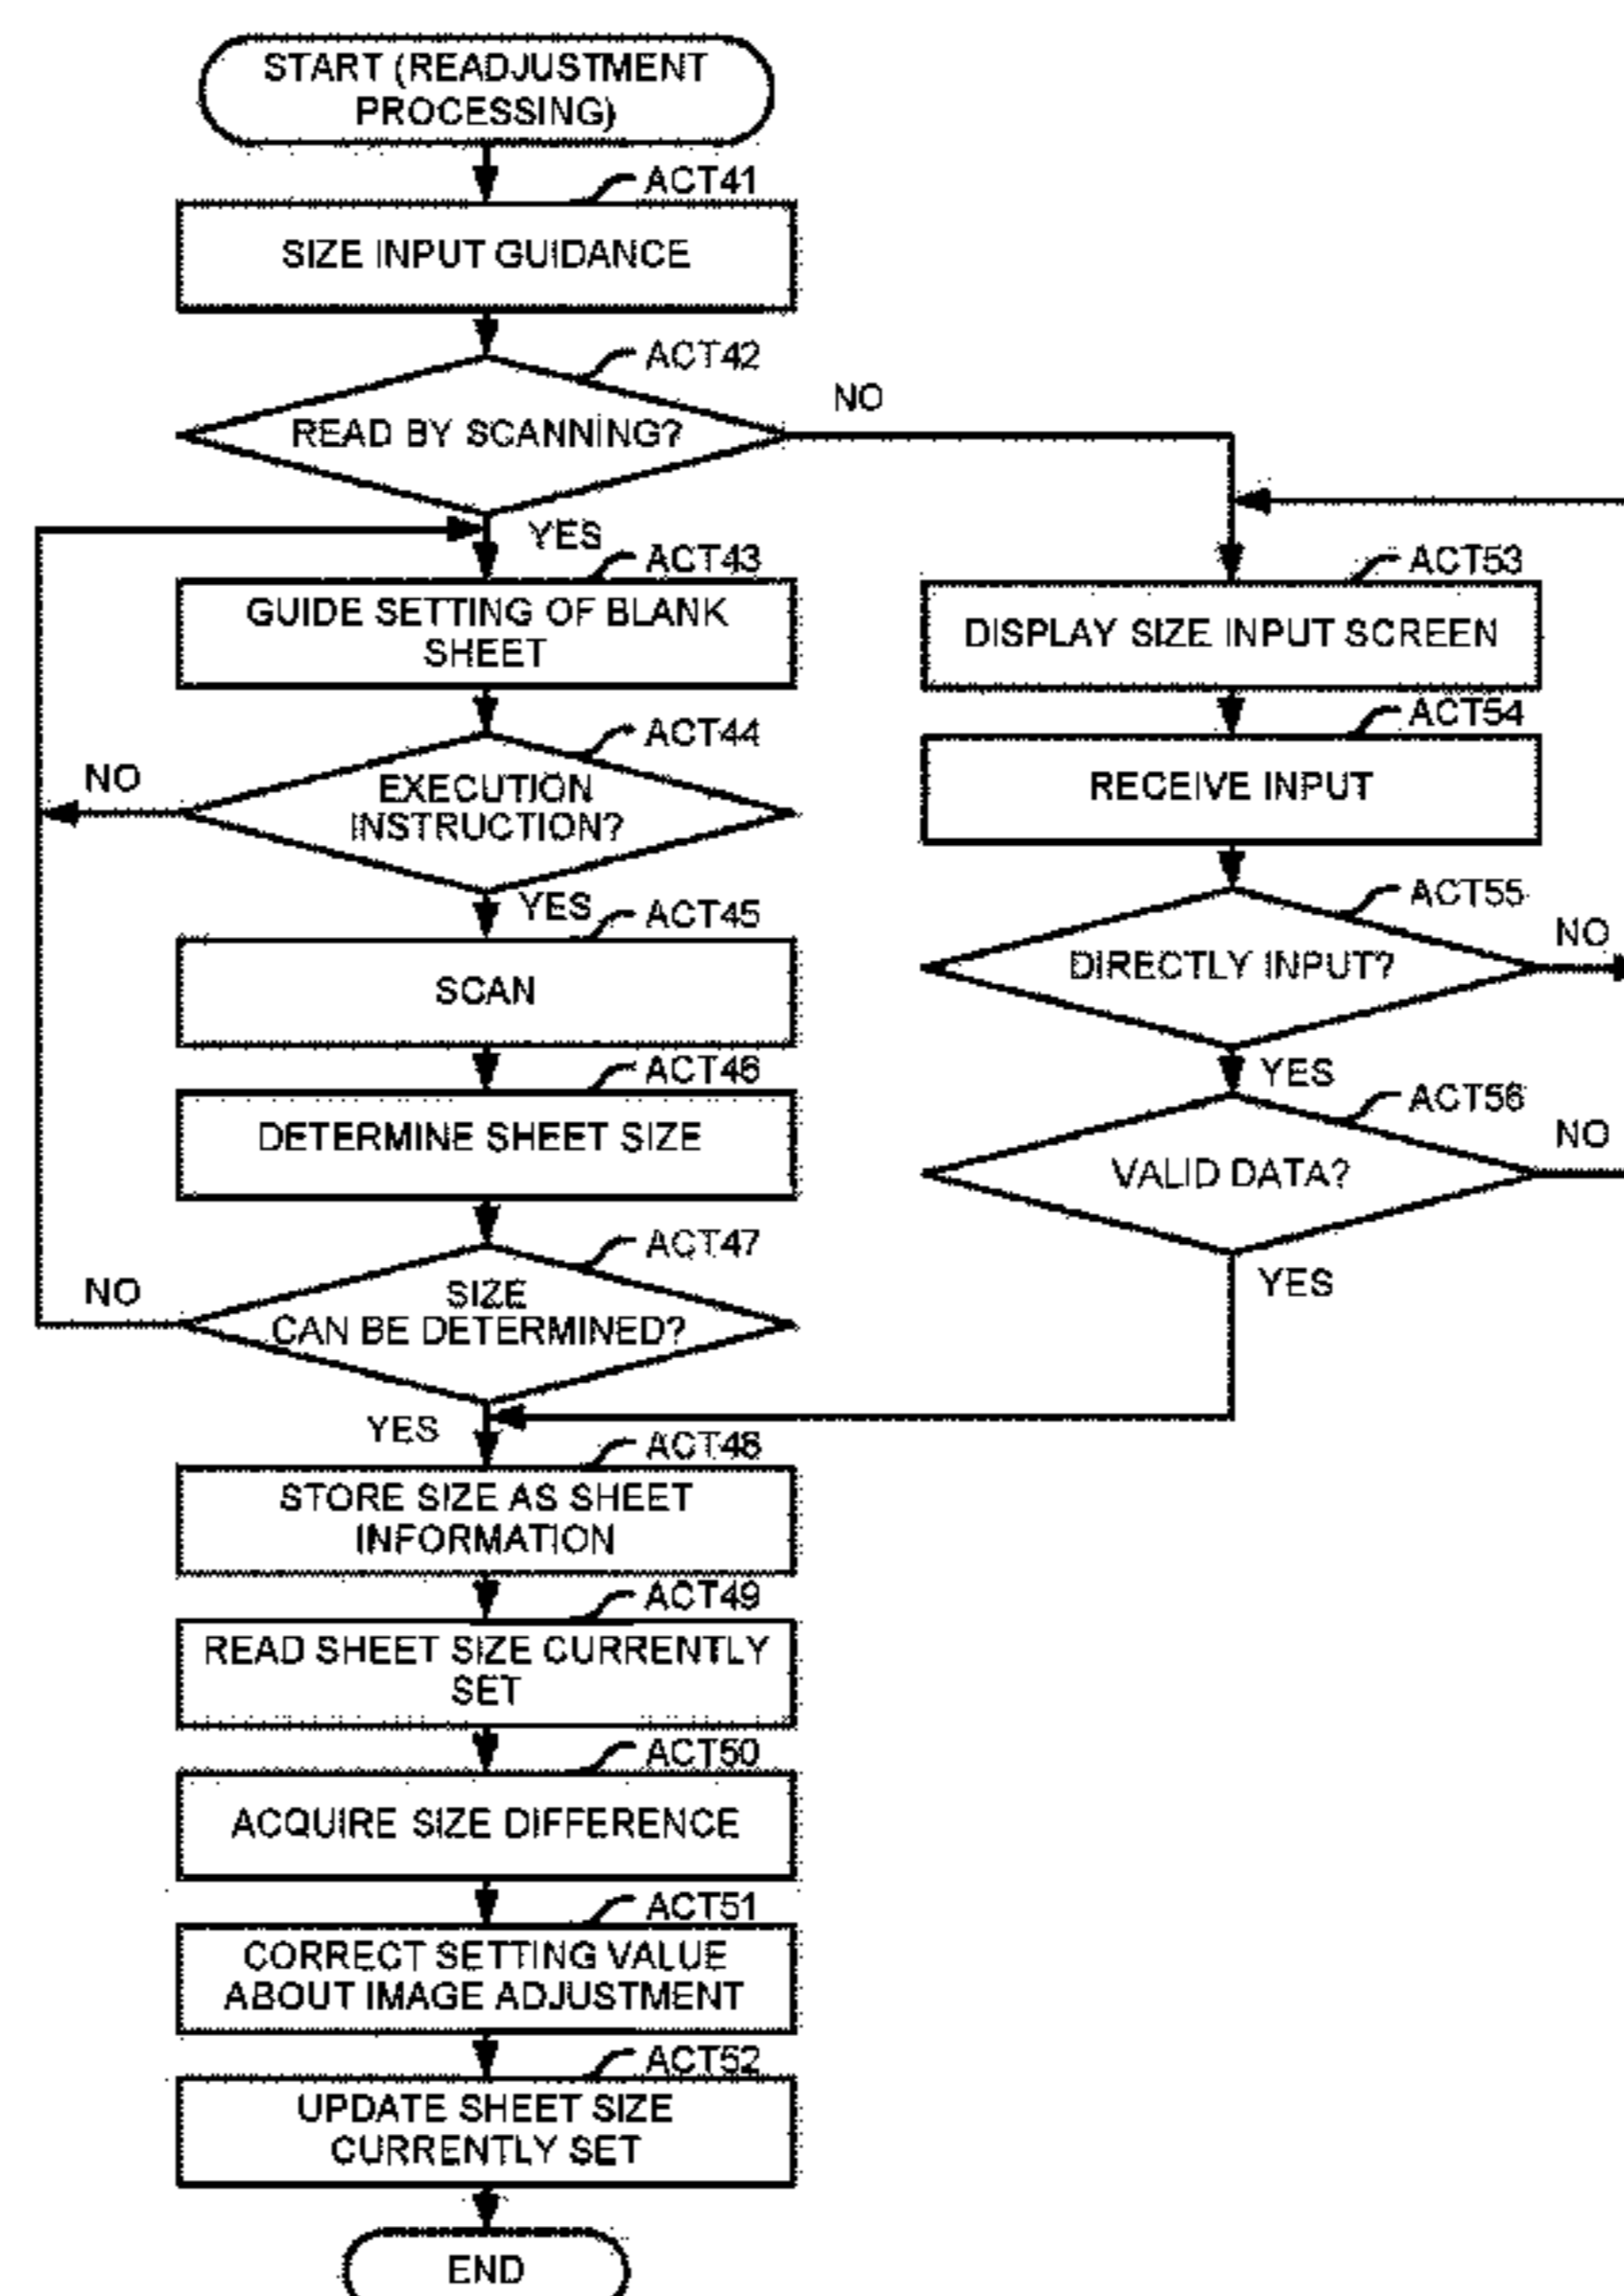 START (READJUSTMENT
PROCESSING)
ACT41
SIZE INPUT GUIDANCE
ACT42
READ BY SCANNING?
NO
YES
ACT43
GUIDE SETTING OF BLANK
SHEET
ACT44
NO
EXECUTION
INSTRUCTION?
YES
ACT45
SCAN
ACT46
DETERMINE SHEET SIZE
ACT47
NO
SIZE
CAN BE DETERMINED?
YES
ACT48
STORE SIZE AS SHEET
INFORMATION
ACT49
READ SHEET SIZE CURRENTLY
SET
ACT50
ACQUIRE SIZE DIFFERENCE
ACT51
CORRECT SETTING VALUE
ABOUT IMAGE ADJUSTMENT
ACT52
UPDATE SHEET SIZE
CURRENTLY SET
END
ACT53
DISPLAY SIZE INPUT SCREEN
ACT54
RECEIVE INPUT
ACT55
DIRECTLY INPUT?
NO
YES
ACT56
VALID DATA?
NO
YES